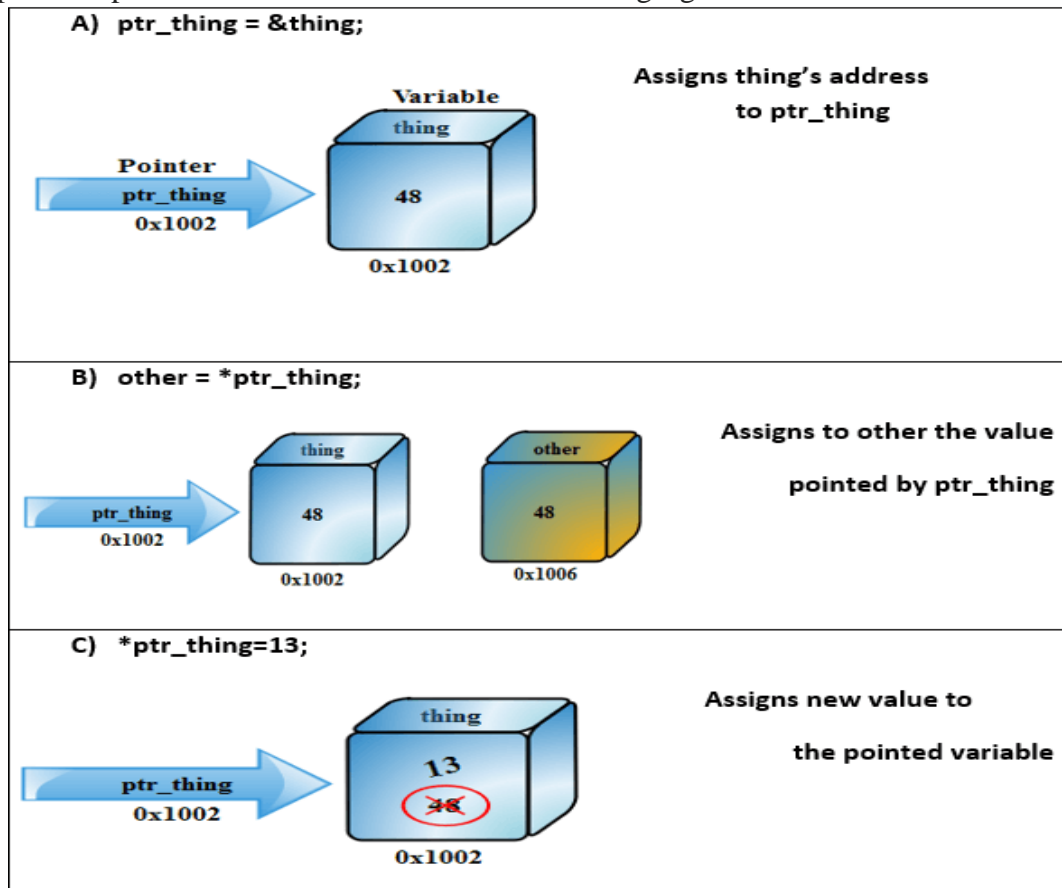 A) ptr_thing = &thing;
Assigns thing's address
to ptr_thing
Variable
thing
Pointer
ptr_thing
0x1002
48
0x1002
B) other = *ptr_thing;
Assigns to other the value
pointed by ptr_thing
thing
other
ptr_thing
0x1002
48
48
0x1002
0x1006
C) *ptr_thing=13;
Assigns new value to
the pointed variable
thing
13
48
ptr_thing
0x1002
0x1002